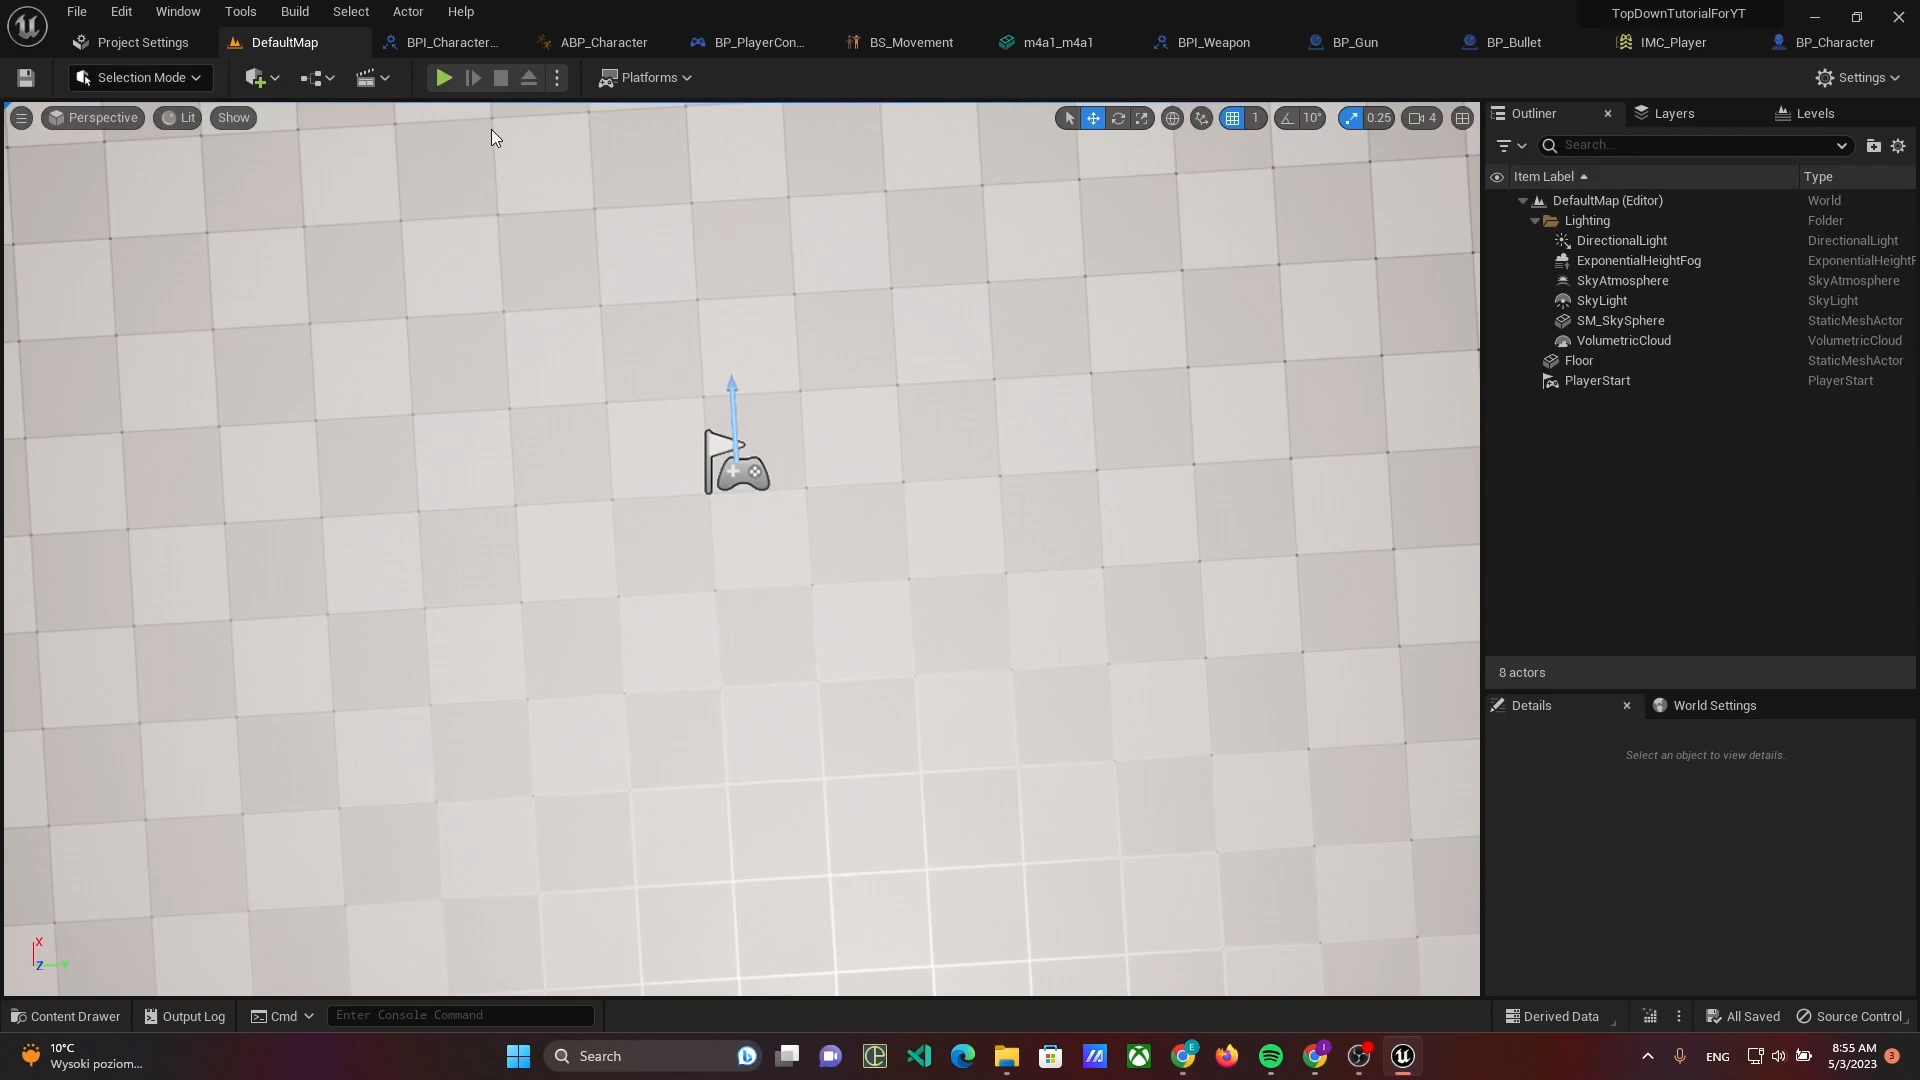 File Edit Window Tools Build Select Actor Help
TopDownTutorialForYT
Project Settings DefaultMap BPI_Character... ABP_Character BP_PlayerCon... BS_Movement m4a1_m4a1 BPI_Weapon BP_Gun BP_Bullet IMC_Player BP_Character
Selection Mode Platforms Settings
Perspective Lit Show 1 10° 0.25 4
Outliner Layers Levels
Search...
Item Label Type
DefaultMap (Editor) World
Lighting Folder
DirectionalLight DirectionalLight
ExponentialHeightFog ExponentialHeightF
SkyAtmosphere SkyAtmosphere
SkyLight SkyLight
SM_SkySphere StaticMeshActor
VolumetricCloud VolumetricCloud
Floor StaticMeshActor
PlayerStart PlayerStart
8 actors
Details World Settings
Select an object to view details.
X
Z Y
Content Drawer Output Log Cmd Enter Console Command Derived Data All Saved Source Control
10°C
Wysoki poziom...
Search
E
I
ENG
8:55 AM
5/3/2023
3